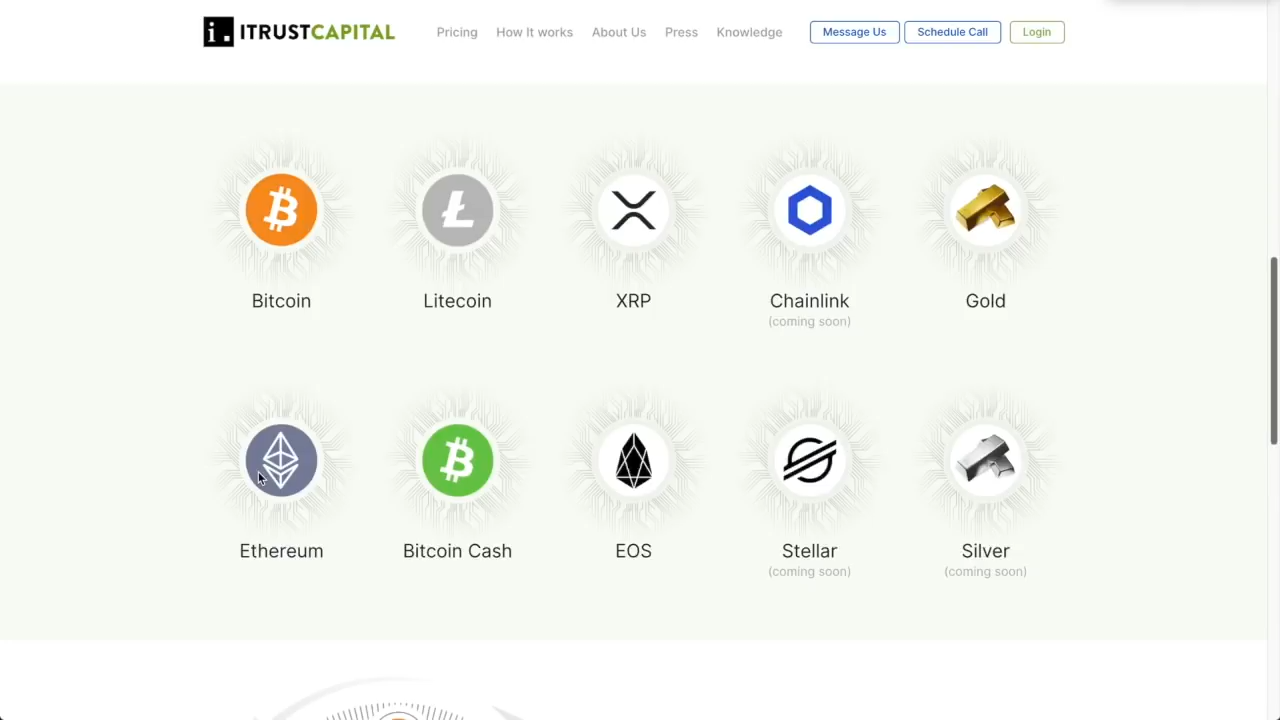 i. ITRUSTCAPITAL
Pricing How It works About Us Press Knowledge Message Us Schedule Call Login
Bitcoin Litecoin XRP Chainlink Gold
(coming soon)
Ethereum Bitcoin Cash EOS Stellar Silver
(coming soon) (coming soon)